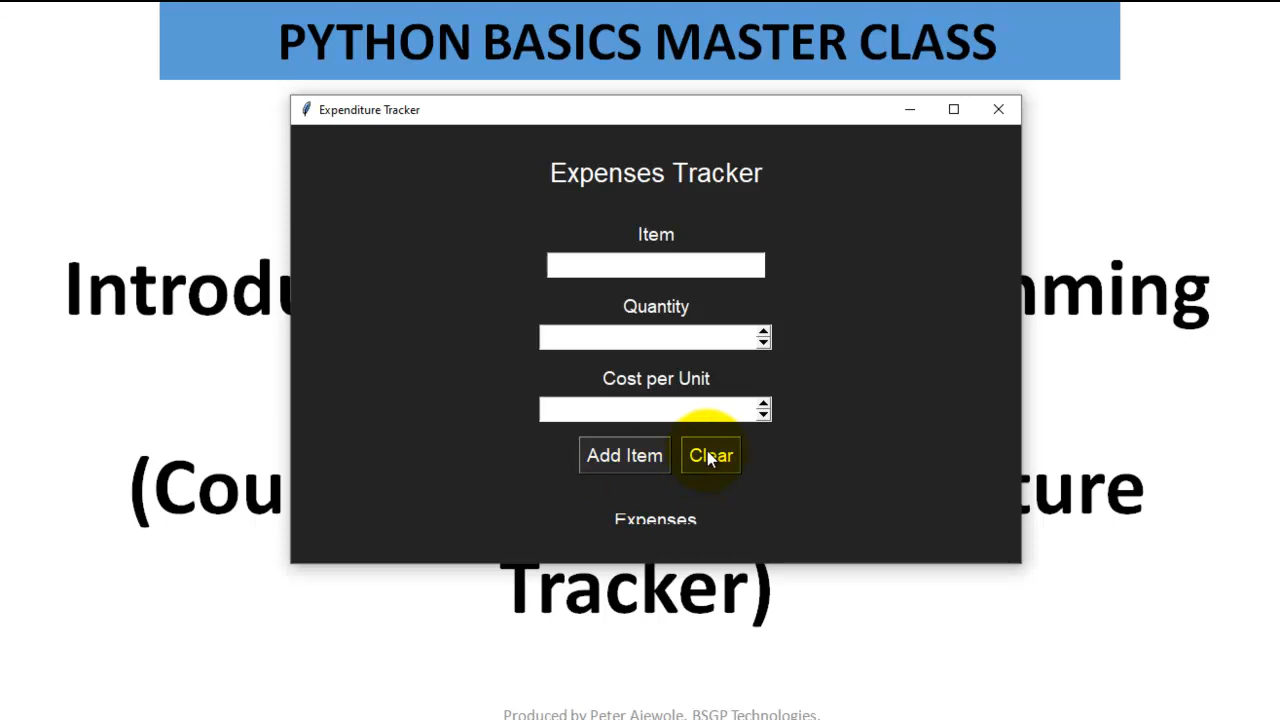 PYTHON BASICS MASTER CLASS
Expenditure Tracker
Expenses Tracker
Item
Introdu mming
Quantity
Cost per Unit
Add Item Clear
(Cou ture
Expenses
Tracker)
Produced by Peter Ajewole, BSGP Technologies.